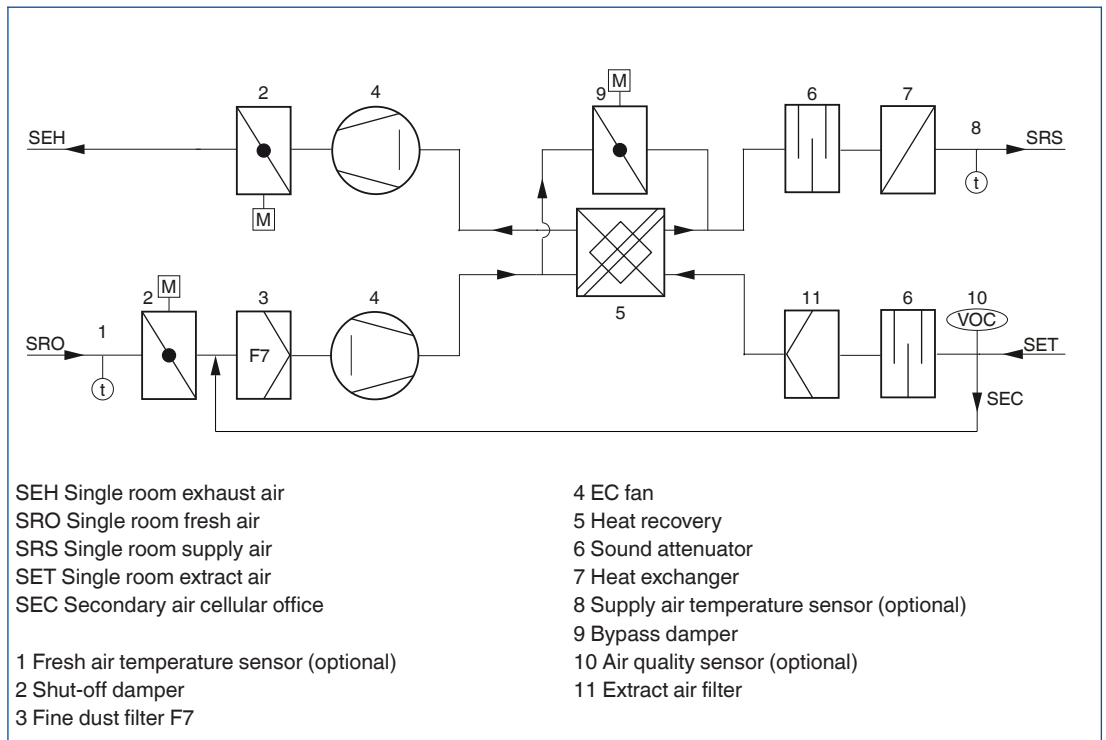 2
4
9
M
6
7
8
SEH
SRS
t
M
5
2
M
3
4
11
6
10
VOC
1
SRO
F7
SET
t
SEC
SEH Single room exhaust air
SRO Single room fresh air
SRS Single room supply air
SET Single room extract air
SEC Secondary air cellular office
1 Fresh air temperature sensor (optional)
2 Shut-off damper
3 Fine dust filter F7
4 EC fan
5 Heat recovery
6 Sound attenuator
7 Heat exchanger
8 Supply air temperature sensor (optional)
9 Bypass damper
10 Air quality sensor (optional)
11 Extract air filter